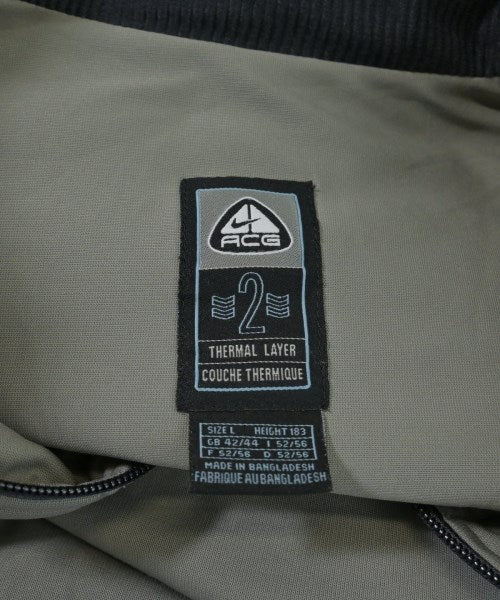 ACG
2
THERMAL LAYER
COUCHE THERMIQUE
SIZE L HEIGHT 183
GB 42/44 I 52/56
F 52/56 D 52/56
MADE IN BANGLADESH
FABRIQUE AU BANGLADESH